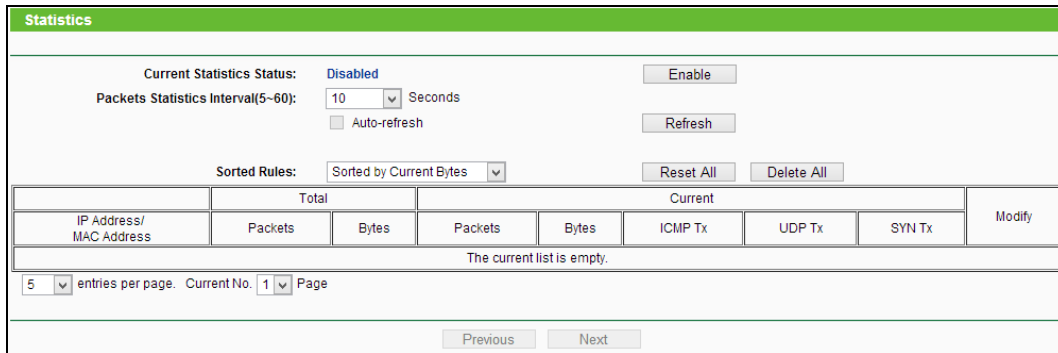 Statistics
Current Statistics Status: Disabled Enable
Packets Statistics Interval(5~60): 10 Seconds
Auto-refresh Refresh
Sorted Rules: Sorted by Current Bytes Reset All Delete All
Total Current Modify
IP Address/
MAC Address Packets Bytes Packets Bytes ICMP Tx UDP Tx SYN Tx
The current list is empty.
5 entries per page. Current No. 1 Page
Previous Next